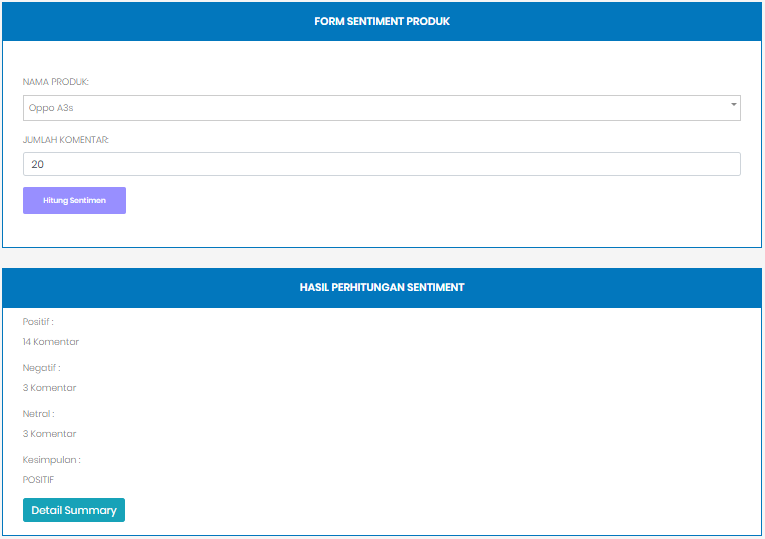 FORM SENTIMENT PRODUK
NAMA PRODUK:
Oppo A3s
JUMLAH KOMENTAR:
20
Hitung Sentimen
HASIL PERHITUNGAN SENTIMENT
Positif :
14 Komentar
Negatif :
3 Komentar
Netral :
3 Komentar
Kesimpulan :
POSITIF
Detail Summary